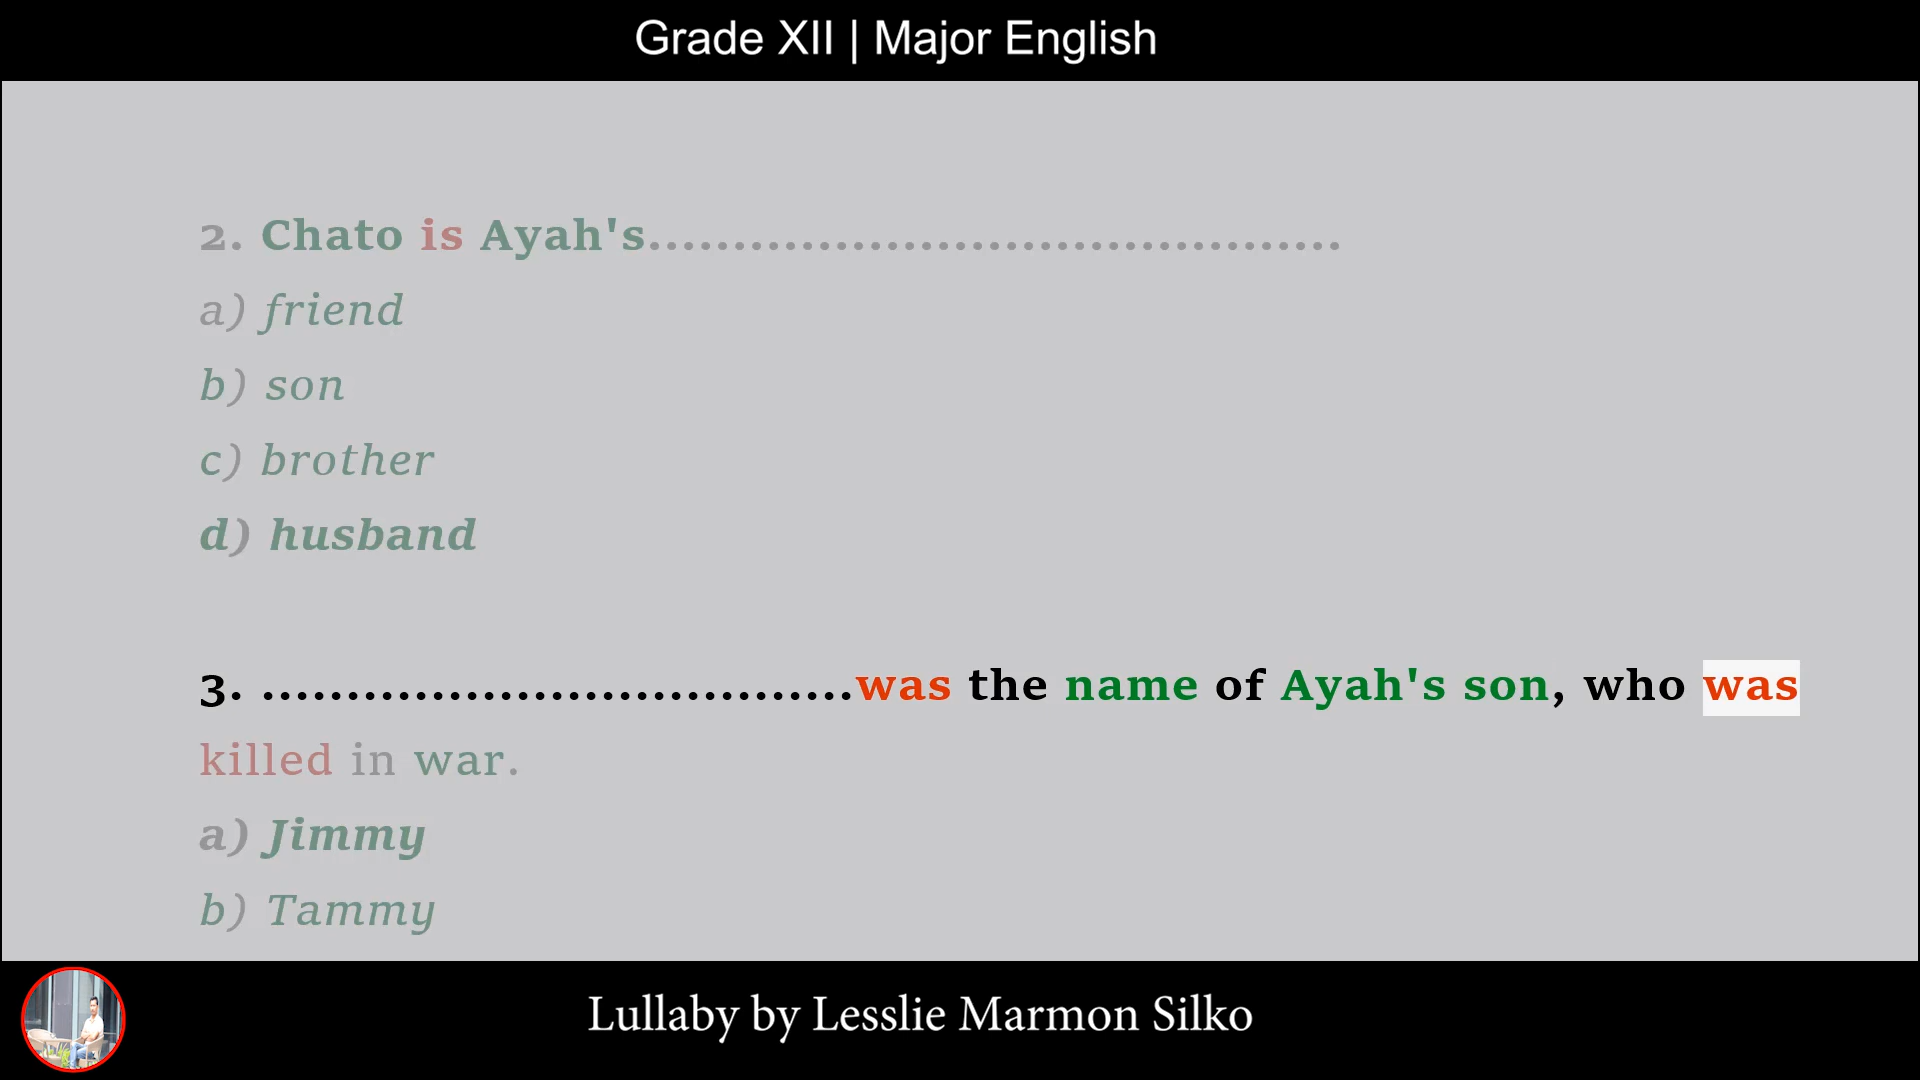 Grade XII | Major English
2. Chato is Ayah's.........................................
a) friend
b) son
c) brother
d) husband
3. ...................................was the name of Ayah's son, who was
killed in war.
a) Jimmy
b) Tammy
Lullaby by Lesslie Marmon Silko